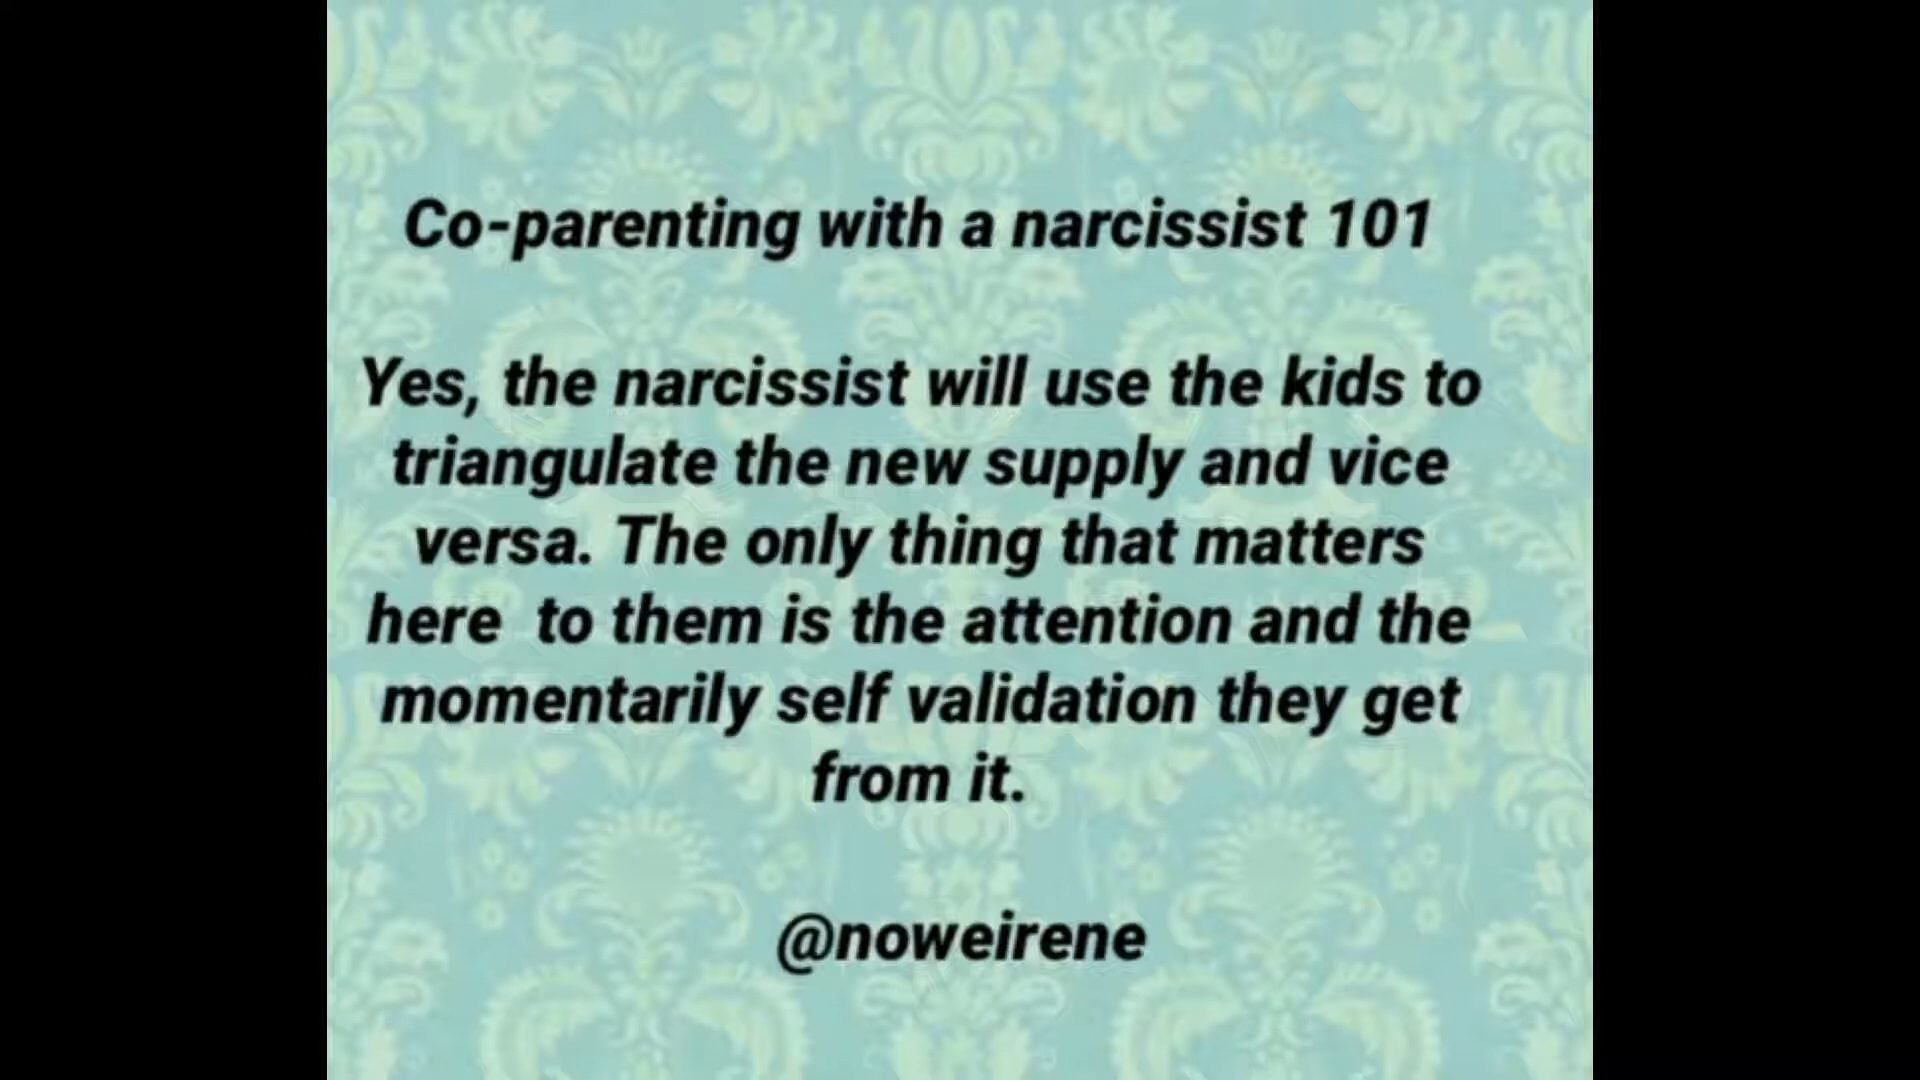 Co-parenting with a narcissist 101
Yes, the narcissist will use the kids to
triangulate the new supply and vice
versa. The only thing that matters
here  to them is the attention and the
momentarily self validation they get
from it.
@noweirene